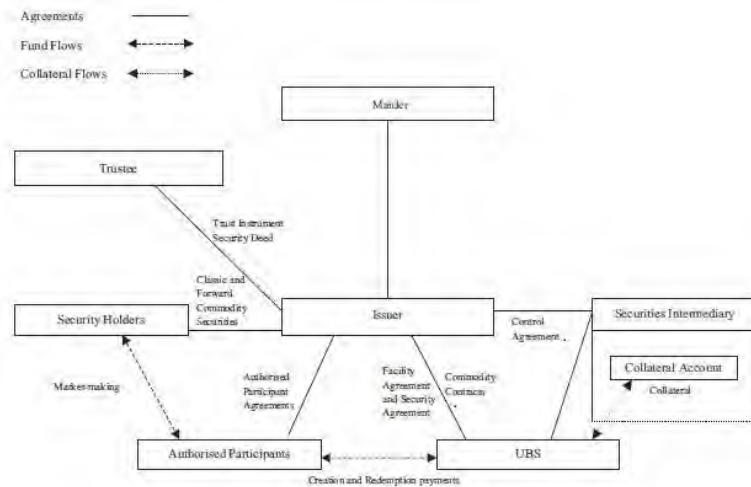 Agreements
Fund Flows
Collateral Flows
Master
Trustee
Trust Instrument
Security Deed
Classic and
Forward
Commodity
Securities
Security Holders
Issuer
Securities Intermediary
Control
Agreement
Collateral Account
Collateral
Market-making
Authorised
Participant
Agreements
Facility
Agreement
and Security
Agreement
Commodity
Contracts
Authorised Participants
UBS
Creation and Redemption payments